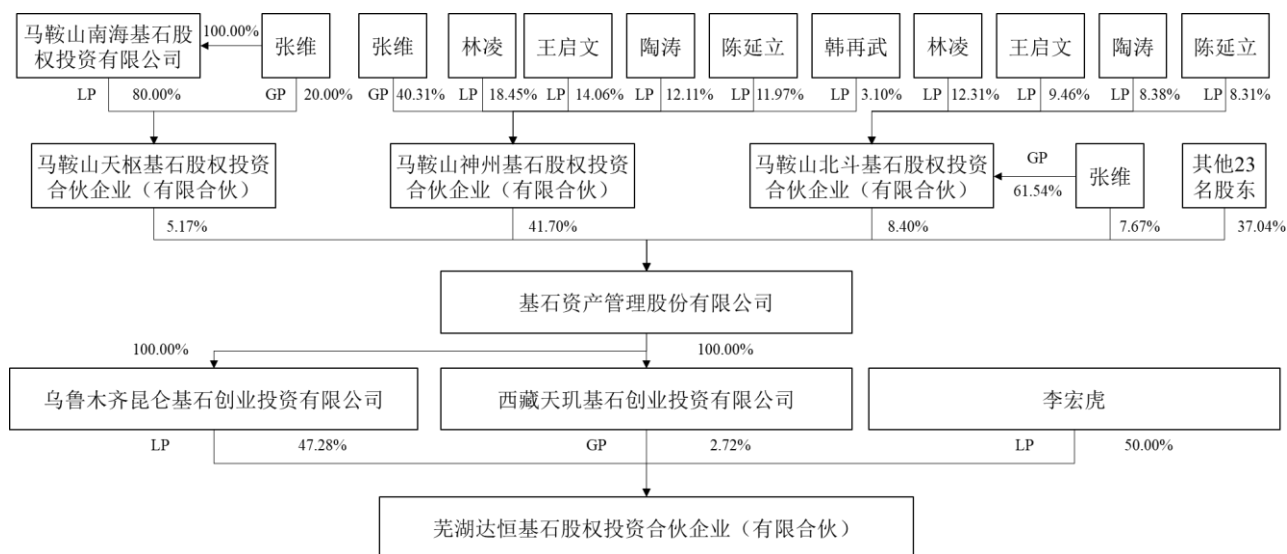 马鞍山南海基石股
权投资有限公司
100.00%
张维
张维
林凌
王启文
陶涛
陈延立
韩再武
林凌
王启文
陶涛
陈延立
LP
80.00%
GP
20.00%
GP
40.31%
LP
18.45%
LP
14.06%
LP
12.11%
LP
11.97%
LP
3.10%
LP
12.31%
LP
9.46%
LP
8.38%
LP
8.31%
马鞍山天枢基石股权投资
合伙企业（有限合伙）
马鞍山神州基石股权投资
合伙企业（有限合伙）
马鞍山北斗基石股权投资
合伙企业（有限合伙）
GP
61.54%
张维
其他23
名股东
5.17%
41.70%
8.40%
7.67%
37.04%
基石资产管理股份有限公司
100.00%
100.00%
乌鲁木齐昆仑基石创业投资有限公司
西藏天玑基石创业投资有限公司
李宏虎
LP
47.28%
GP
2.72%
LP
50.00%
芜湖达恒基石股权投资合伙企业（有限合伙）